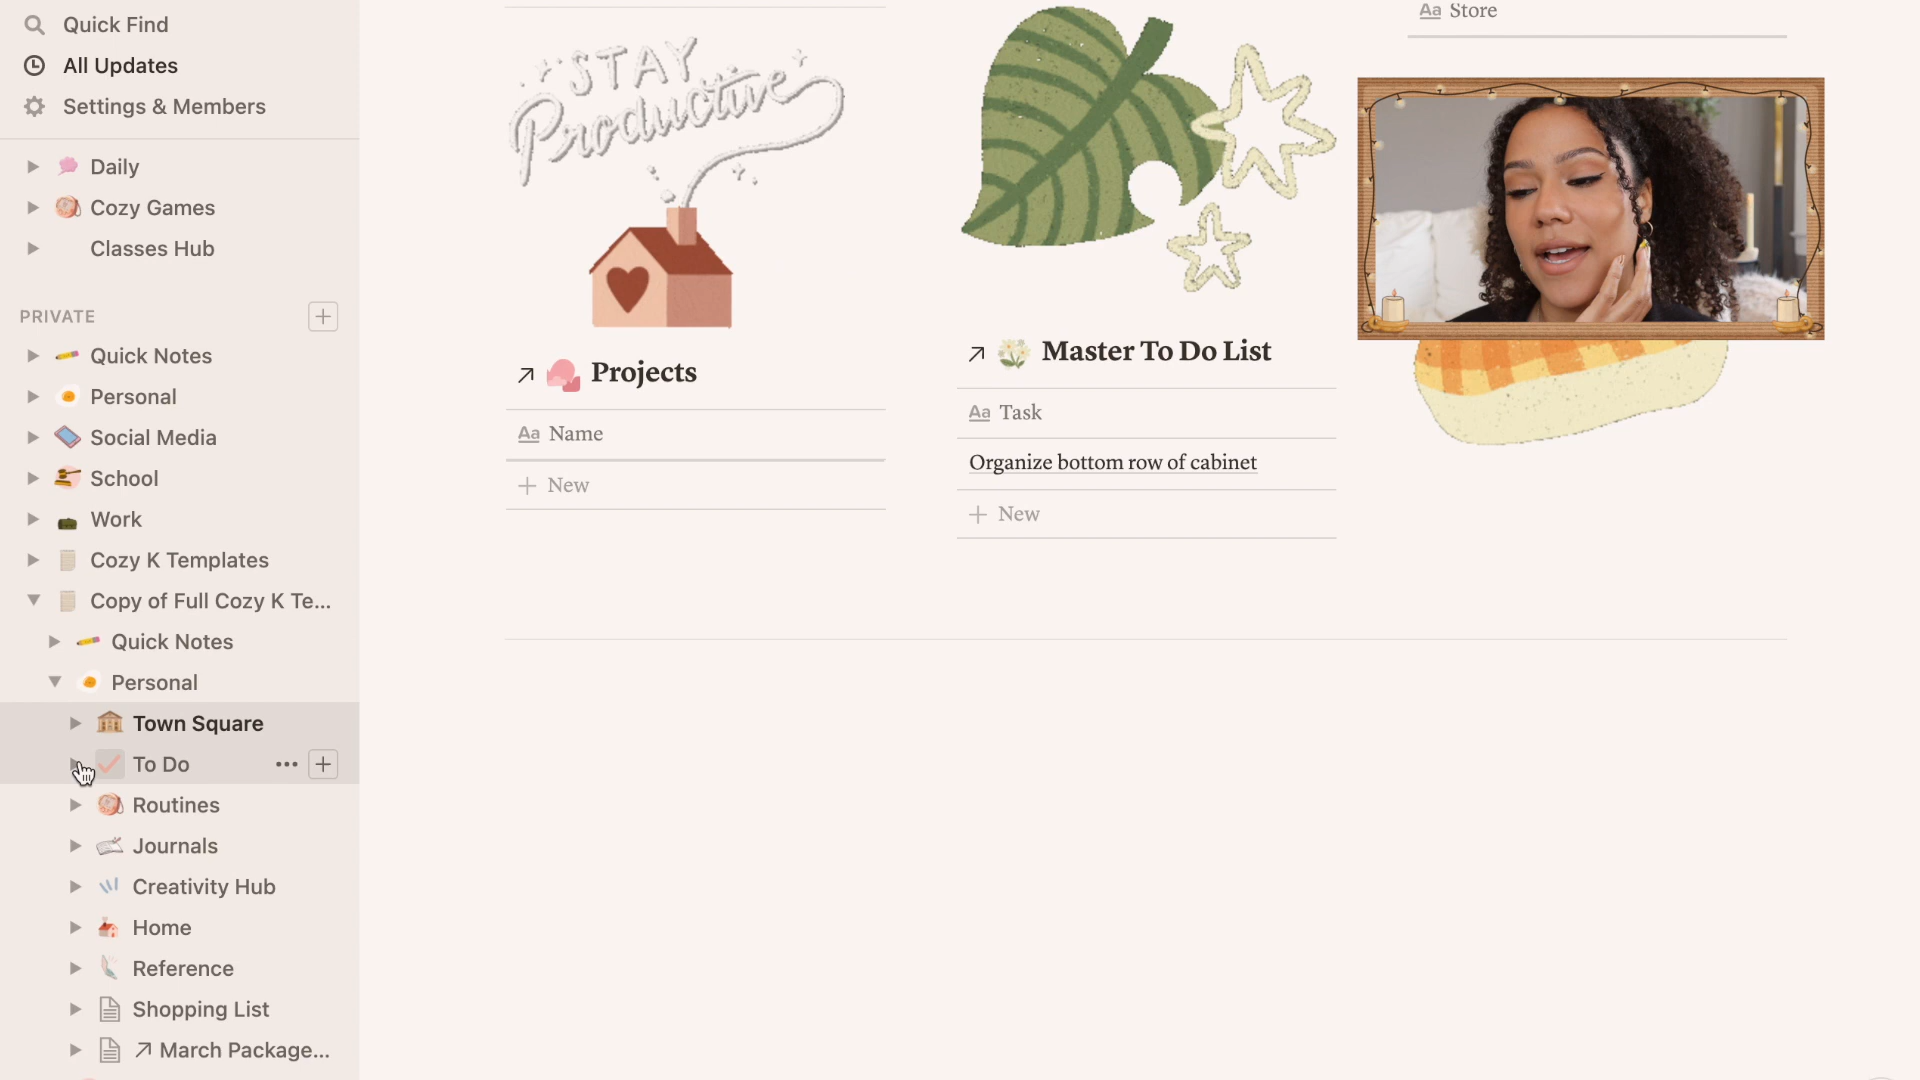 Quick Find
All Updates
Settings & Members
Daily
Cozy Games
Classes Hub
PRIVATE
Quick Notes
Personal
Social Media
School
Work
Cozy K Templates
Copy of Full Cozy K Te...
Quick Notes
Personal
Town Square
To Do
Routines
Journals
Creativity Hub
Home
Reference
Shopping List
March Package...
STAY
Productive
Projects
Aa Name
New
Master To Do List
Aa Task
Organize bottom row of cabinet
New
Aa Store